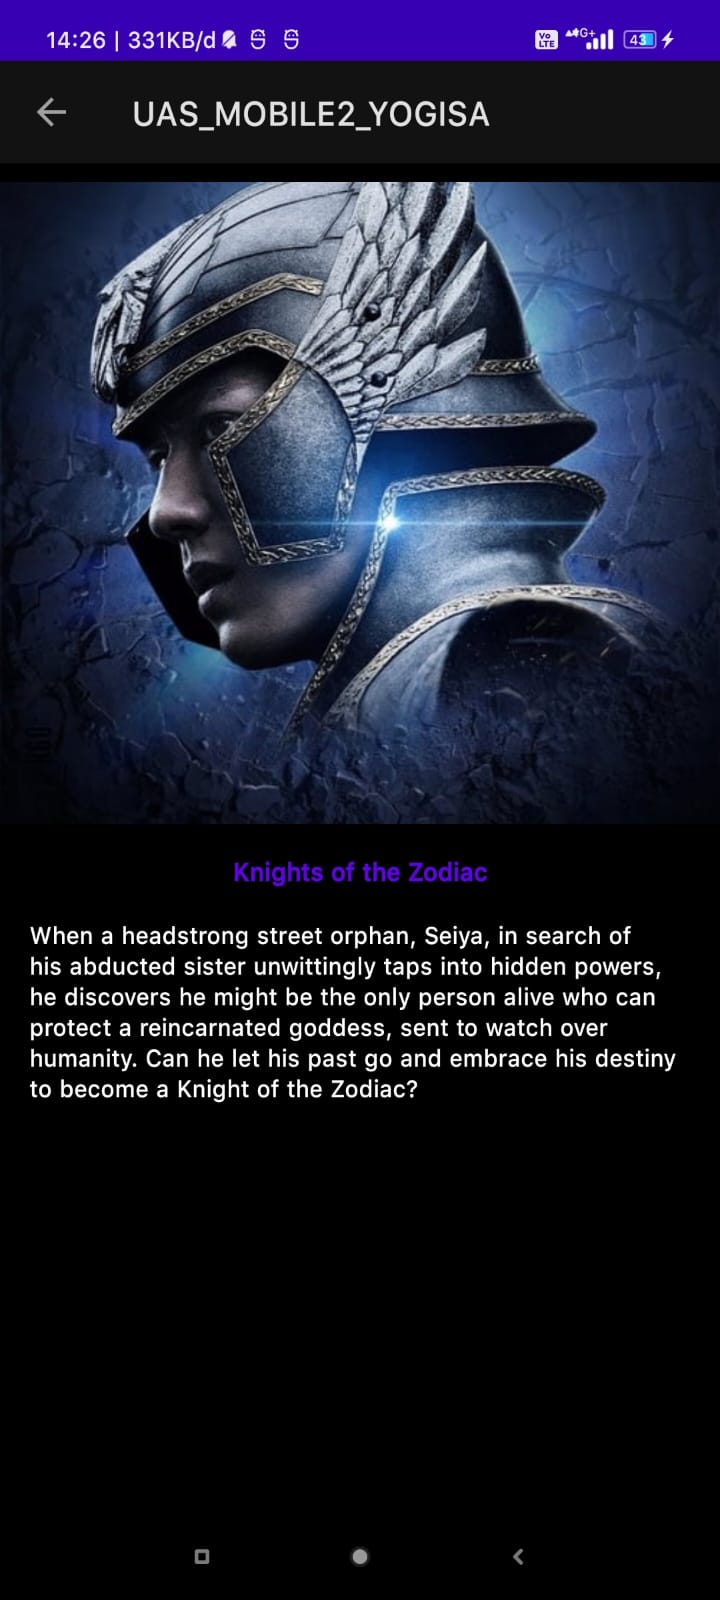 14:26 | 331KB/d
Vo LTE
4G+
43
UAS_MOBILE2_YOGISA
Knights of the Zodiac
When a headstrong street orphan, Seiya, in search of
his abducted sister unwittingly taps into hidden powers,
he discovers he might be the only person alive who can
protect a reincarnated goddess, sent to watch over
humanity. Can he let his past go and embrace his destiny
to become a Knight of the Zodiac?